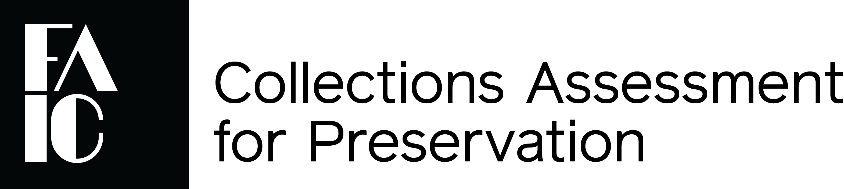 FA
IC
Collections Assessment
for Preservation